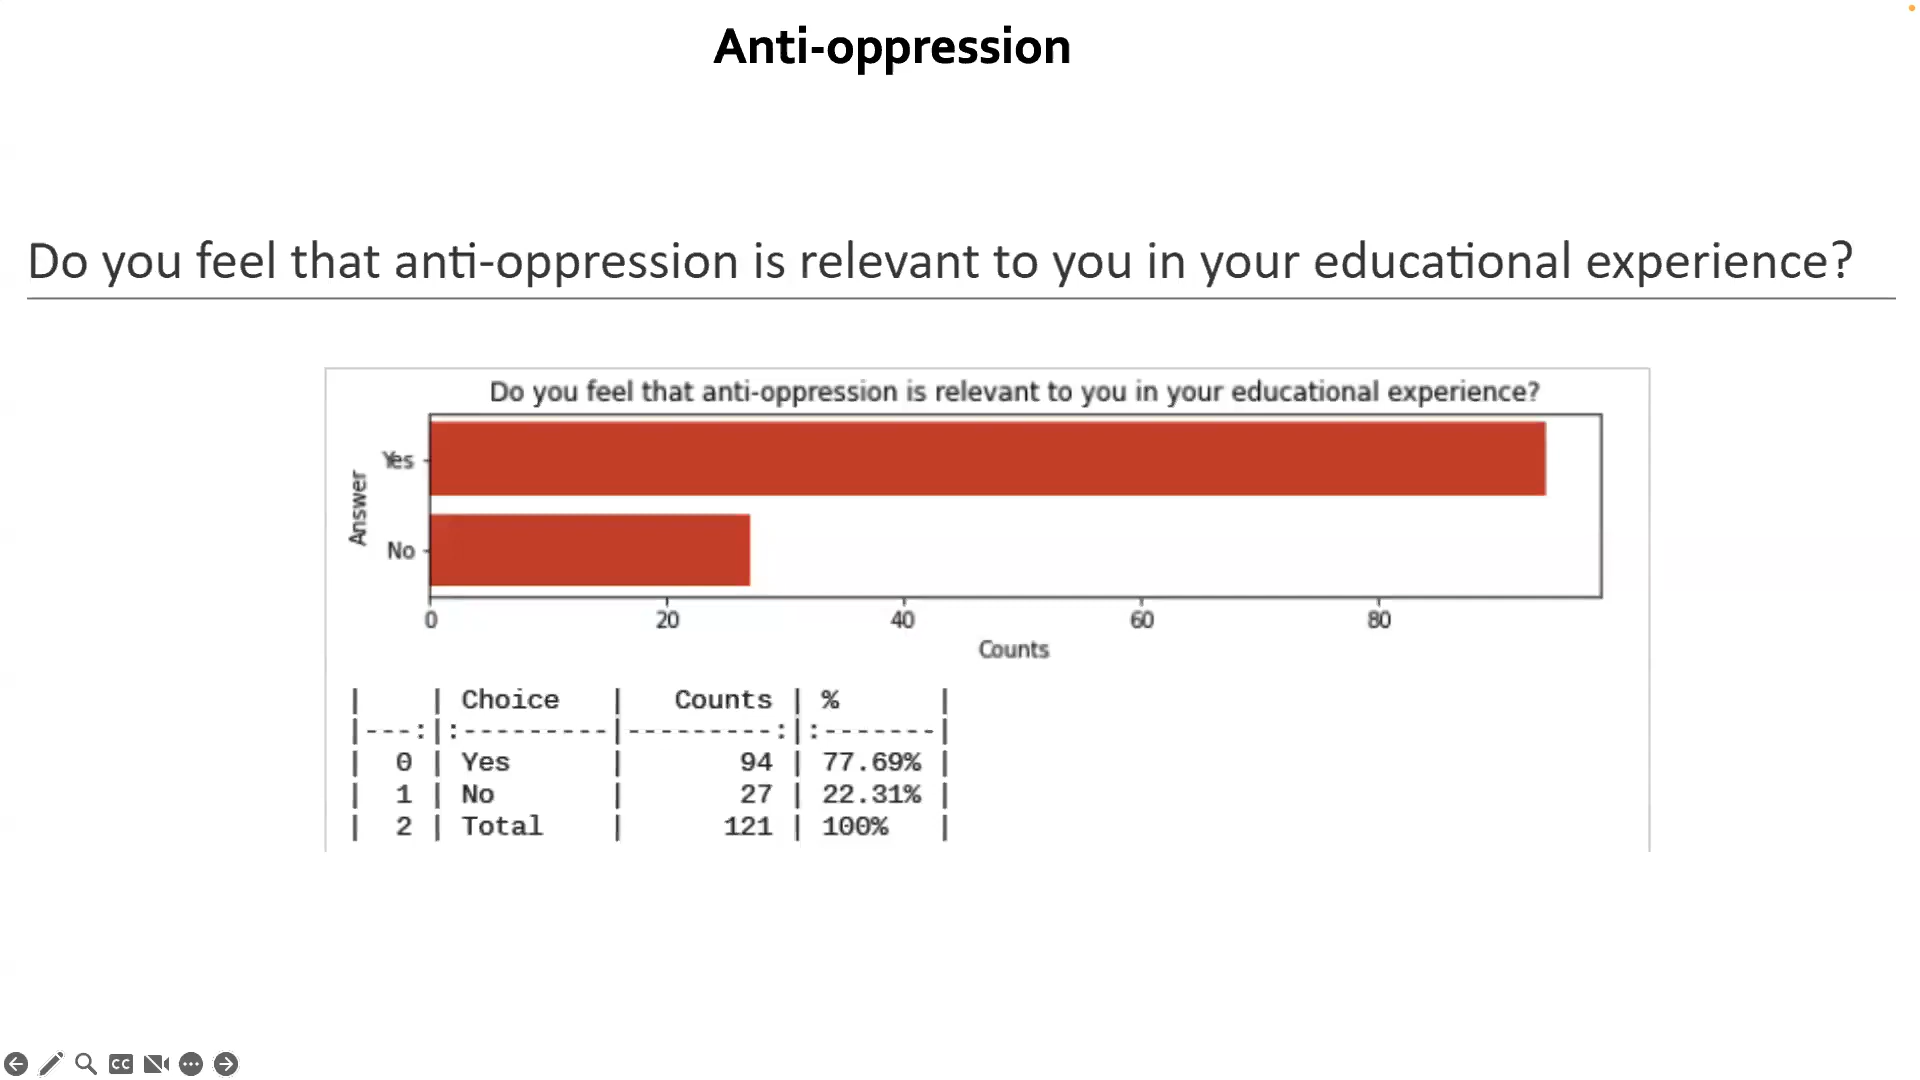 Anti-oppression
Do you feel that anti-oppression is relevant to you in your educational experience?
Do you feel that anti-oppression is relevant to you in your educational experience?
Answer
Yes
No
0 20 40 60 80
Counts
|    | Choice   |   Counts | %      |
|---:|:---------|---------:|:-------|
|  0 | Yes      |       94 | 77.69% |
|  1 | No       |       27 | 22.31% |
|  2 | Total    |      121 | 100%   |
CC